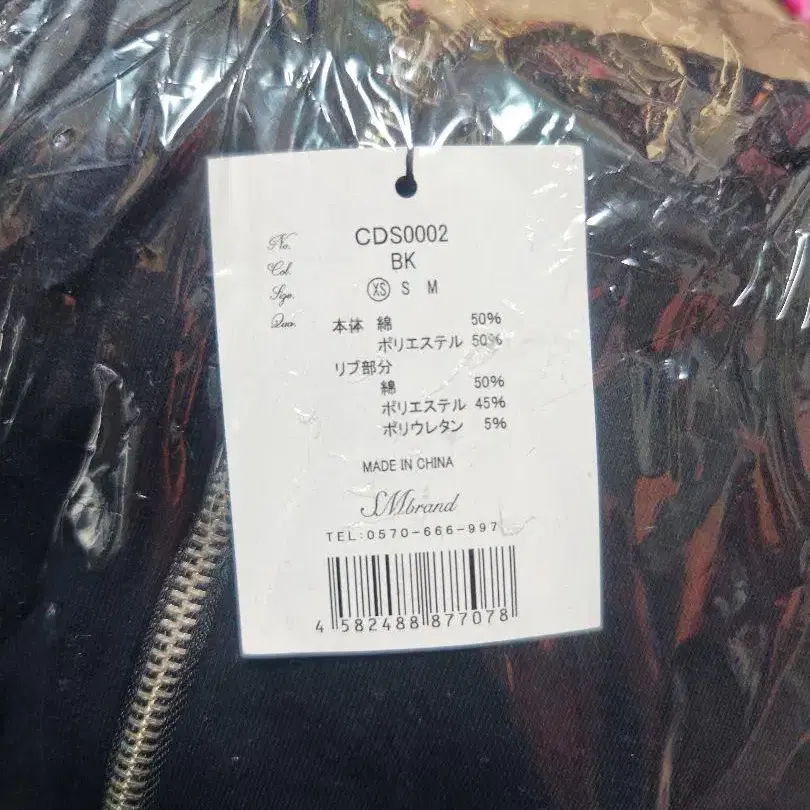 No. CDS0002
Col. BK
Size. XS S M
Qua. 本体 綿 50%
ポリエステル 50%
リブ部分
綿 50%
ポリエステル 45%
ポリウレタン 5%
MADE IN CHINA
SMbrand
TEL:0570-666-997
4 582488 877078